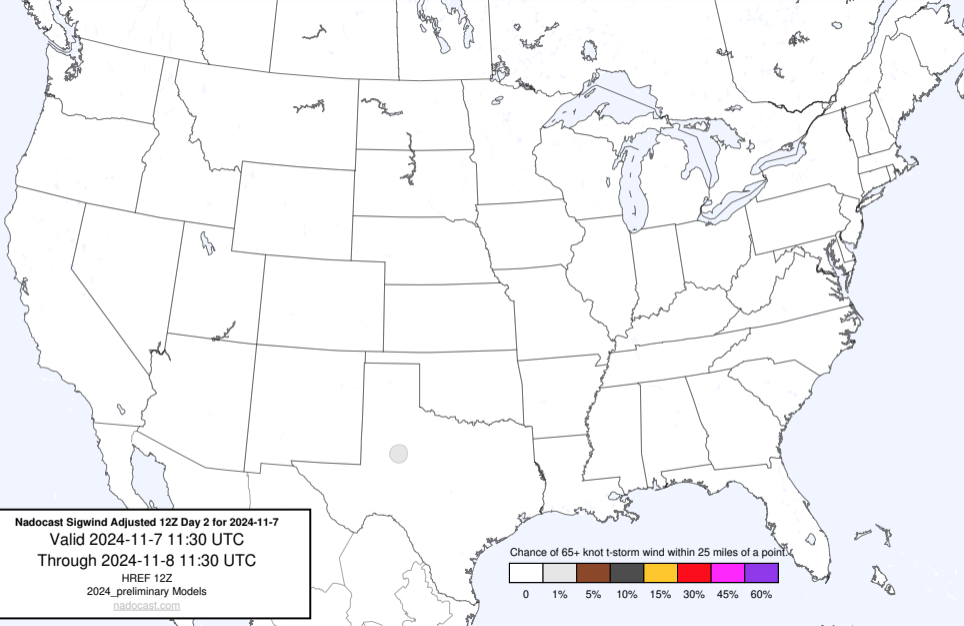 Nadocast Sigwind Adjusted 12Z Day 2 for 2024-11-7
Valid 2024-11-7 11:30 UTC
Through 2024-11-8 11:30 UTC
HREF 12Z
2024_preliminary Models
nadocast.com
Chance of 65+ knot t-storm wind within 25 miles of a point.
0 1% 5% 10% 15% 30% 45% 60%